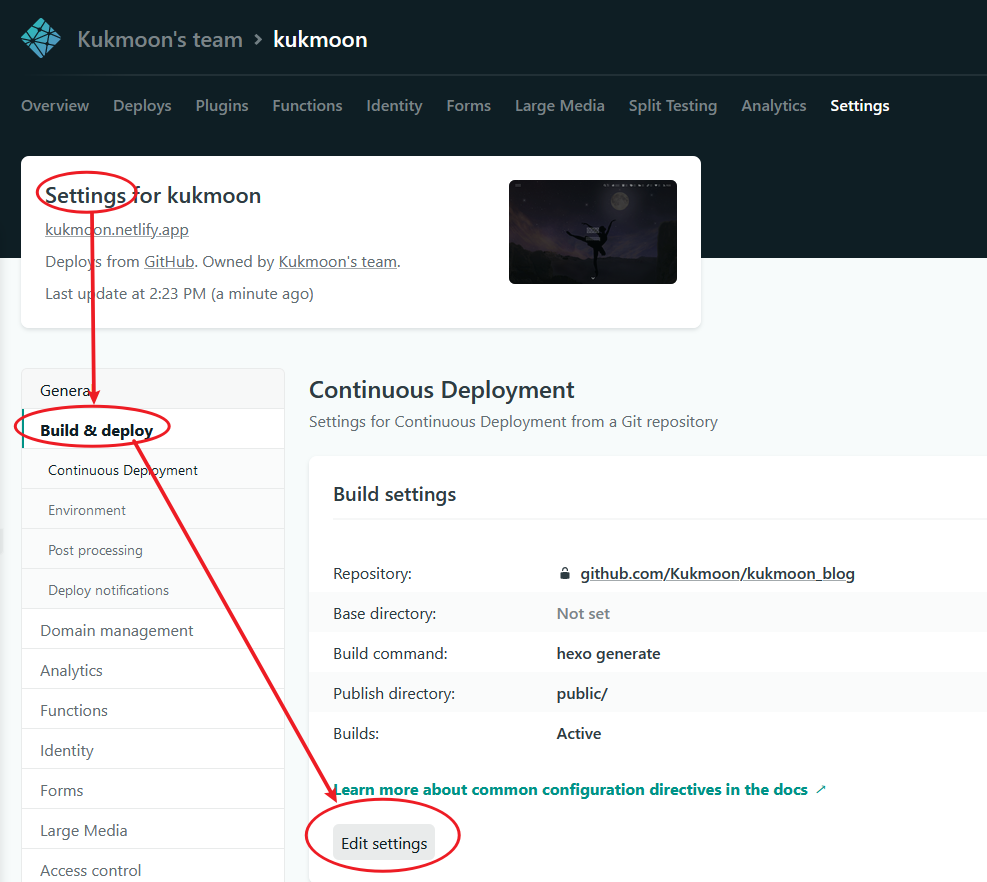 Kukmoon's team > kukmoon
Overview Deploys Plugins Functions Identity Forms Large Media Split Testing Analytics Settings
Settings for kukmoon
kukmoon.netlify.app
Deploys from GitHub. Owned by Kukmoon's team.
Last update at 2:23 PM (a minute ago)
General
Build & deploy
Continuous Deployment
Environment
Post processing
Deploy notifications
Domain management
Analytics
Functions
Identity
Forms
Large Media
Access control
Continuous Deployment
Settings for Continuous Deployment from a Git repository
Build settings
Repository: github.com/Kukmoon/kukmoon_blog
Base directory: Not set
Build command: hexo generate
Publish directory: public/
Builds: Active
Learn more about common configuration directives in the docs
Edit settings